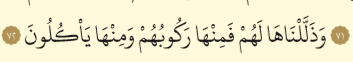 ٧١ وَذَلَّلْنَاهَا لَهُمْ فَمِنْهَا رَكُوبُهُمْ وَمِنْهَا يَأْكُلُونَ ٧٢